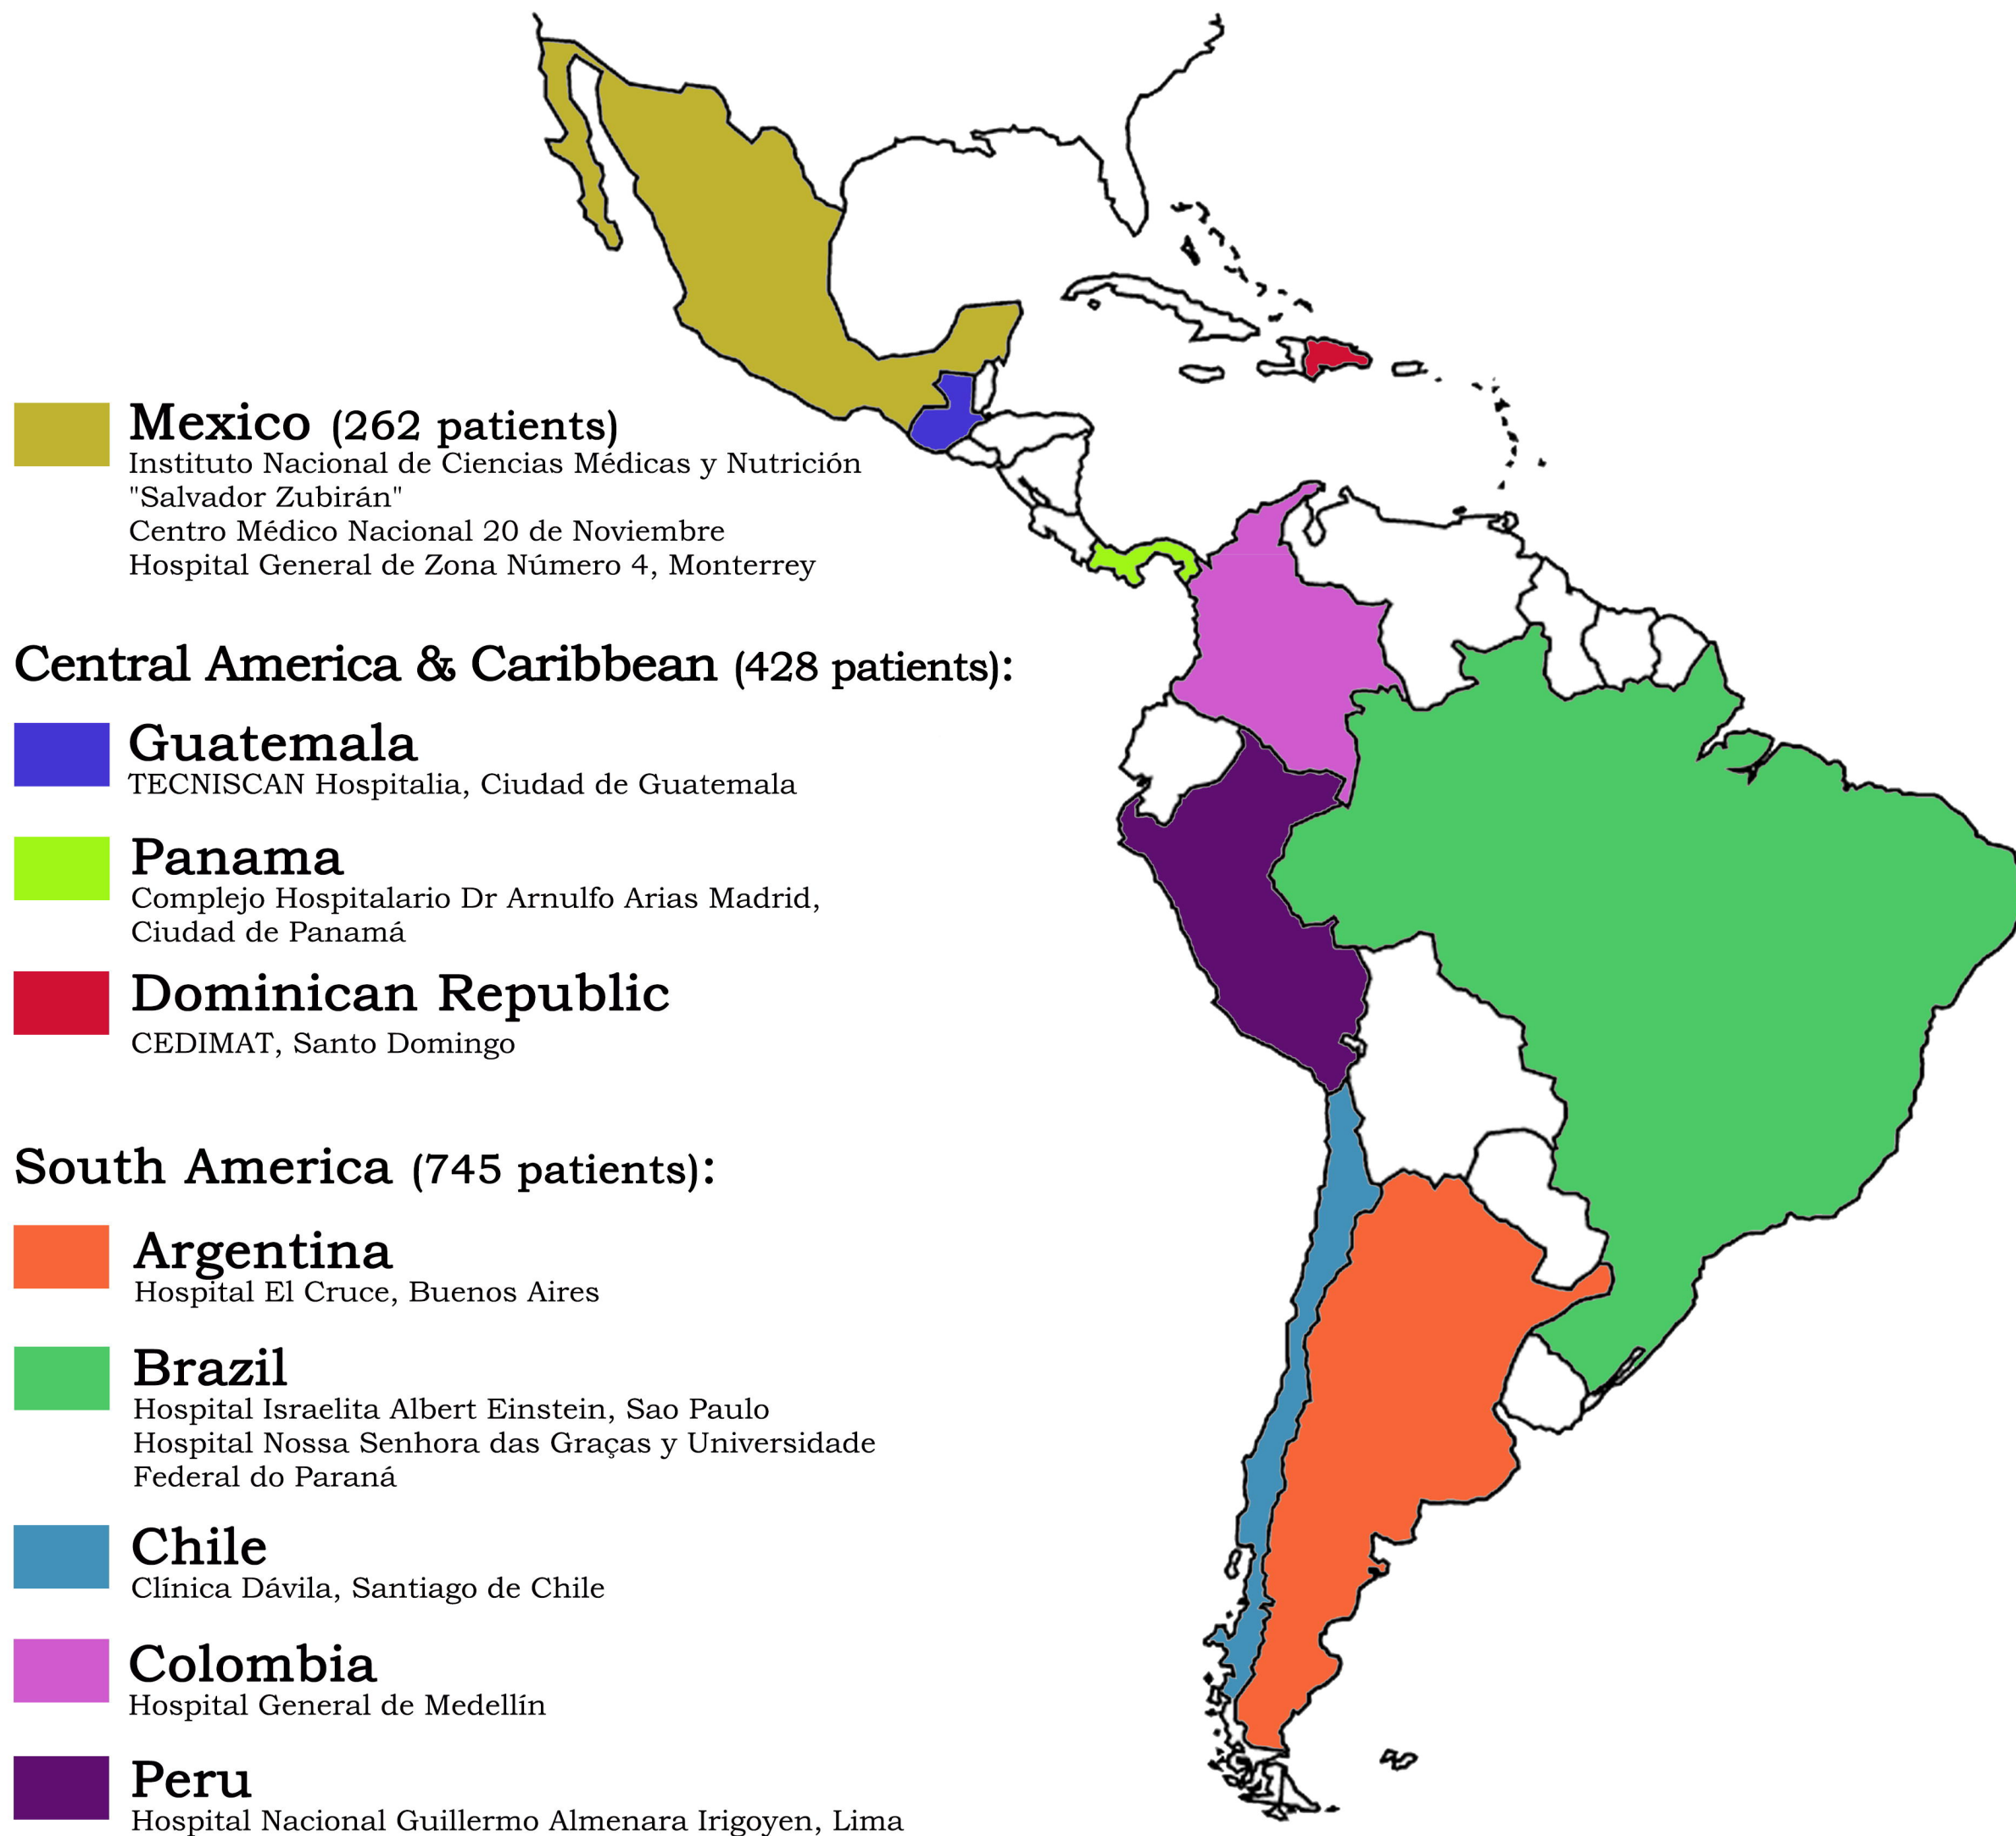 Mexico (262 patients)
Instituto Nacional de Ciencias Médicas y Nutrición
"Salvador Zubirán"
Centro Médico Nacional 20 de Noviembre
Hospital General de Zona Número 4, Monterrey
Central America & Caribbean (428 patients):
Guatemala
TECNISCAN Hospitalia, Ciudad de Guatemala
Panama
Complejo Hospitalario Dr Arnulfo Arias Madrid,
Ciudad de Panamá
Dominican Republic
CEDIMAT, Santo Domingo
South America (745 patients):
Argentina
Hospital El Cruce, Buenos Aires
Brazil
Hospital Israelita Albert Einstein, Sao Paulo
Hospital Nossa Senhora das Graças y Universidade
Federal do Paraná
Chile
Clínica Dávila, Santiago de Chile
Colombia
Hospital General de Medellín
Peru
Hospital Nacional Guillermo Almenara Irigoyen, Lima